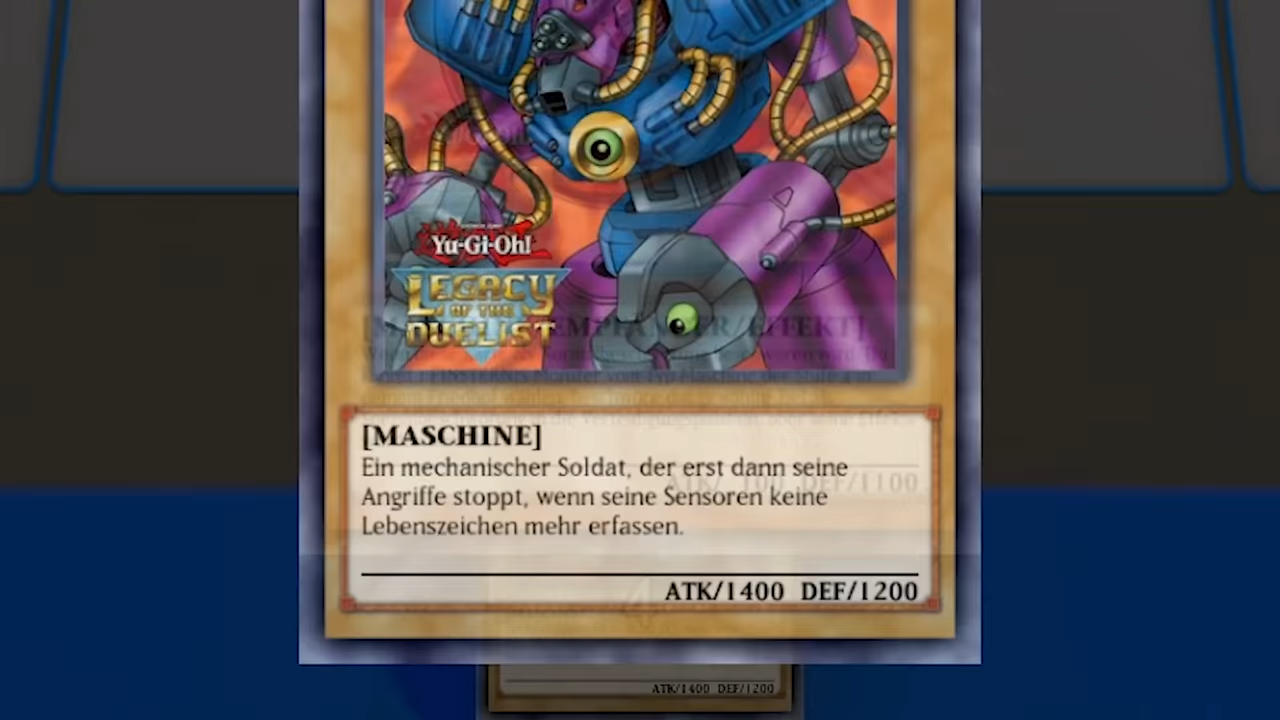 Yu-Gi-Oh!
LEGACY
OF THE
DUELIST
[MASCHINE]
Ein mechanischer Soldat, der erst dann seine
Angriffe stoppt, wenn seine Sensoren keine
Lebenszeichen mehr erfassen.
ATK/1400 DEF/1200
ATK/1400 DEF/1200